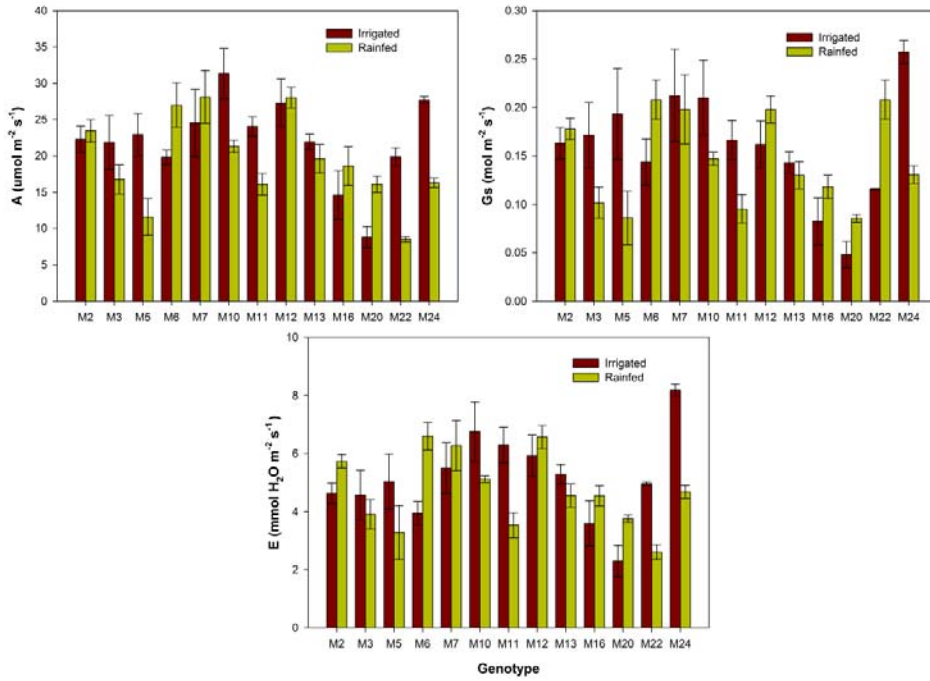 40
35
30
25
20
15
10
5
0
A (umol m⁻² s⁻¹)
Irrigated
Rainfed
M2 M3 M5 M6 M7 M10 M11 M12 M13 M16 M20 M22 M24
0.30
0.25
0.20
0.15
0.10
0.05
0.00
Gs (mol m⁻² s⁻¹)
Irrigated
Rainfed
M2 M3 M5 M6 M7 M10 M11 M12 M13 M16 M20 M22 M24
10
8
6
4
2
0
E (mmol H₂O m⁻² s⁻¹)
Irrigated
Rainfed
M2 M3 M5 M6 M7 M10 M11 M12 M13 M16 M20 M22 M24
Genotype